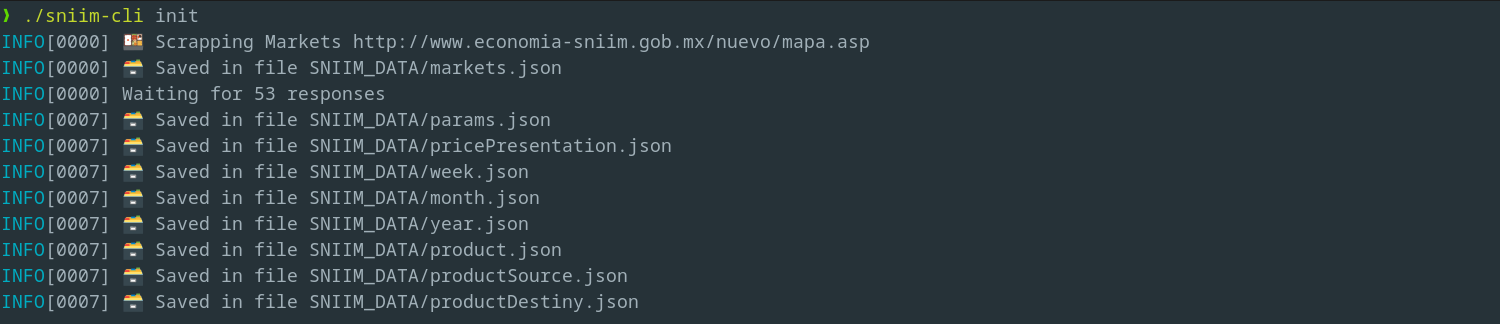 ❯ ./sniim-cli init
INFO[0000] 🍱 Scrapping Markets http://www.economia-sniim.gob.mx/nuevo/mapa.asp
INFO[0000] 🗃️ Saved in file SNIIM_DATA/markets.json
INFO[0000] Waiting for 53 responses
INFO[0007] 🗃️ Saved in file SNIIM_DATA/params.json
INFO[0007] 🗃️ Saved in file SNIIM_DATA/pricePresentation.json
INFO[0007] 🗃️ Saved in file SNIIM_DATA/week.json
INFO[0007] 🗃️ Saved in file SNIIM_DATA/month.json
INFO[0007] 🗃️ Saved in file SNIIM_DATA/year.json
INFO[0007] 🗃️ Saved in file SNIIM_DATA/product.json
INFO[0007] 🗃️ Saved in file SNIIM_DATA/productSource.json
INFO[0007] 🗃️ Saved in file SNIIM_DATA/productDestiny.json